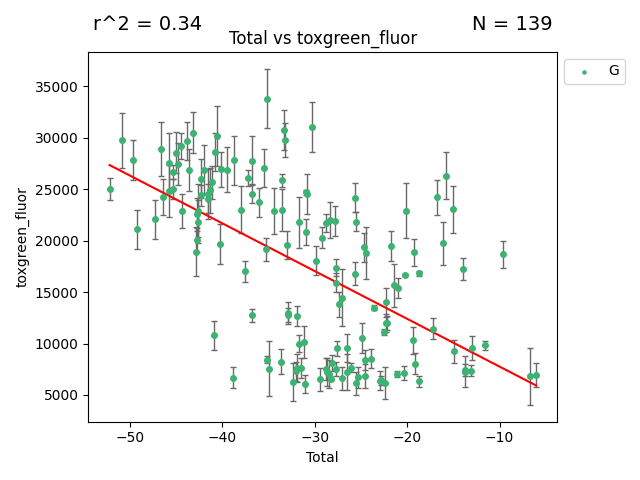 r^2 = 0.34 N = 139
Total vs toxgreen_fluor
G
35000
30000
25000
20000
15000
10000
5000
toxgreen_fluor
−50 −40 −30 −20 −10
Total